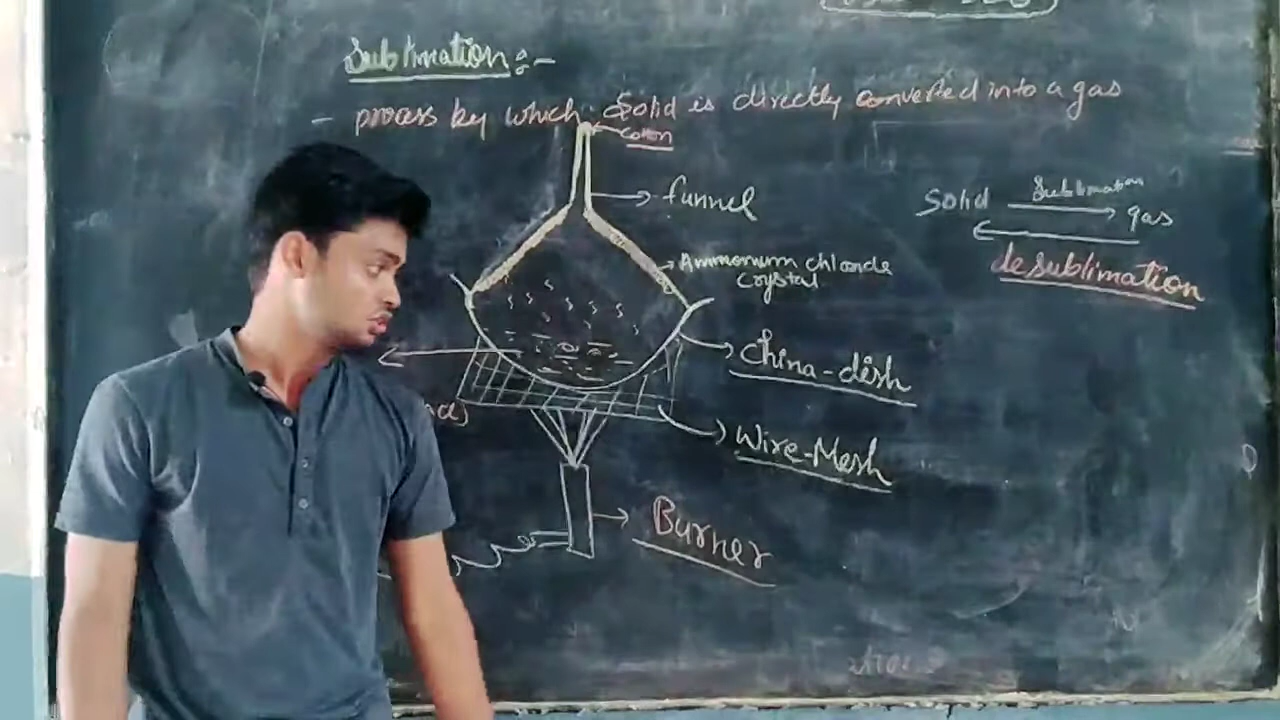 Sublimation :-
- process by which Solid is directly converted into a gas
Cotton
funnel
Solid Sublimation gas
desublimation
Ammonium chloride
crystal
China-dish
Wire-Mesh
Burner